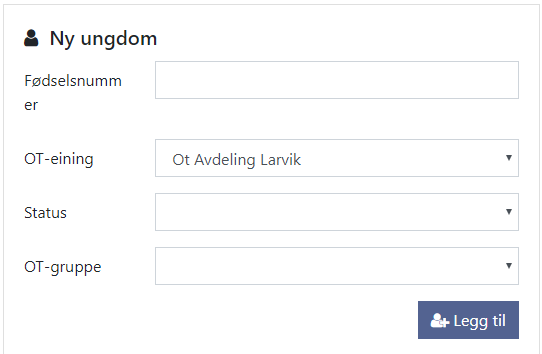 Ny ungdom
Fødselsnumm
er
OT-eining
Ot Avdeling Larvik
Status
OT-gruppe
Legg til